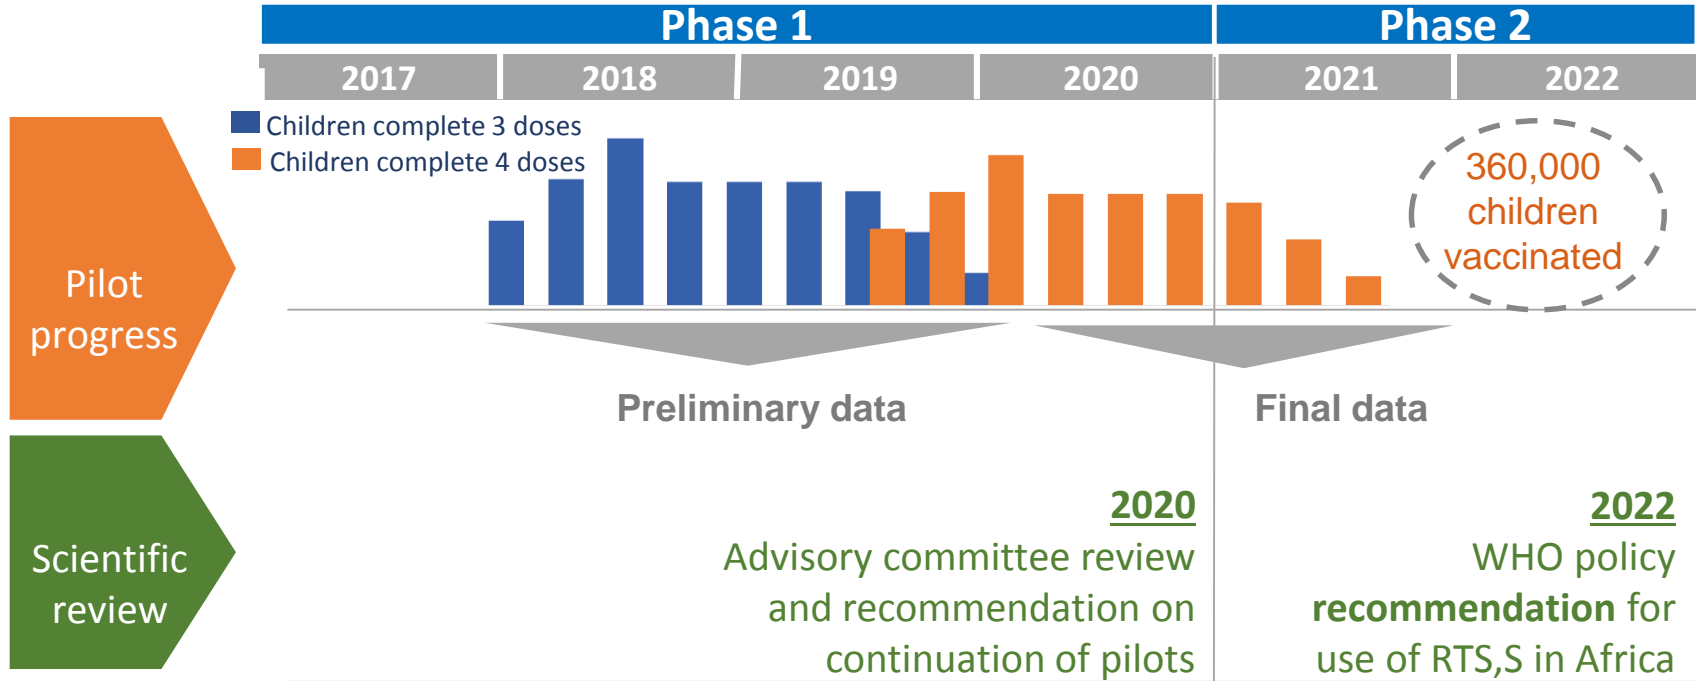 Phase 1
Phase 2
2017
2018
2019
2020
2021
2022
Children complete 3 doses
Children complete 4 doses
360,000
children
vaccinated
Pilot
progress
Preliminary data
Final data
Scientific
review
2020
Advisory committee review
and recommendation on
continuation of pilots
2022
WHO policy
recommendation for
use of RTS,S in Africa